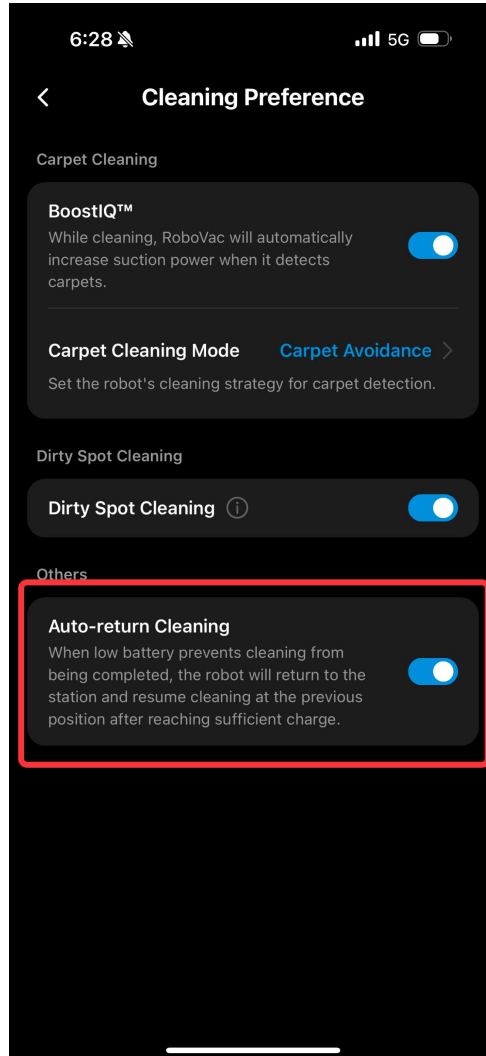 6:28
5G
Cleaning Preference
Carpet Cleaning
BoostIQ™
While cleaning, RoboVac will automatically
increase suction power when it detects
carpets.
Carpet Cleaning Mode Carpet Avoidance
Set the robot's cleaning strategy for carpet detection.
Dirty Spot Cleaning
Dirty Spot Cleaning
Others
Auto-return Cleaning
When low battery prevents cleaning from
being completed, the robot will return to the
station and resume cleaning at the previous
position after reaching sufficient charge.